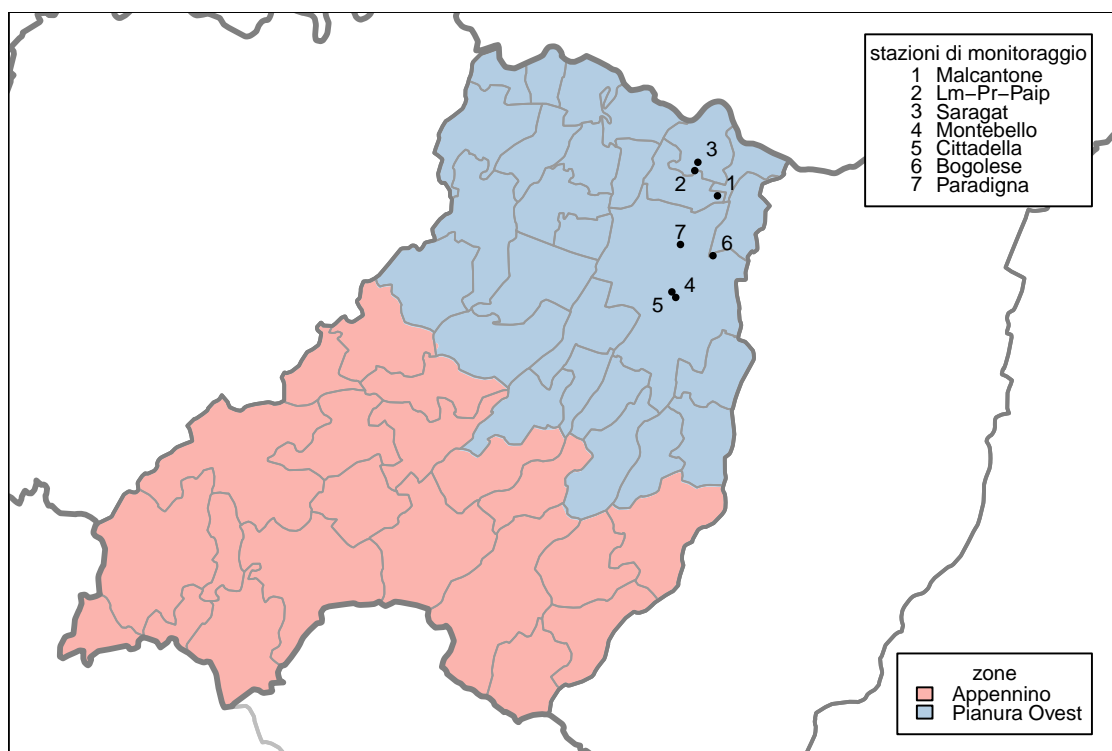 stazioni di monitoraggio
1 Malcantone
2 Lm−Pr−Paip
3 Saragat
4 Montebello
5 Cittadella
6 Bogolese
7 Paradigna
3
2
1
7
6
4
5
zone
Appennino
Pianura Ovest